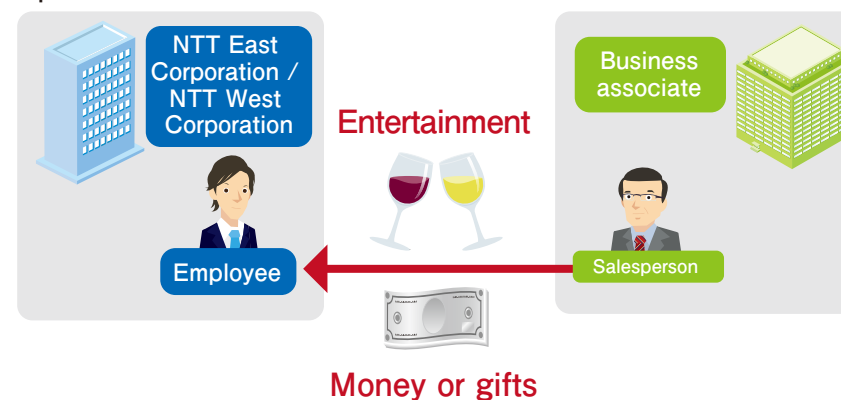 NTT East
Corporation /
NTT West
Corporation
Business
associate
Entertainment
Employee
Salesperson
Money or gifts